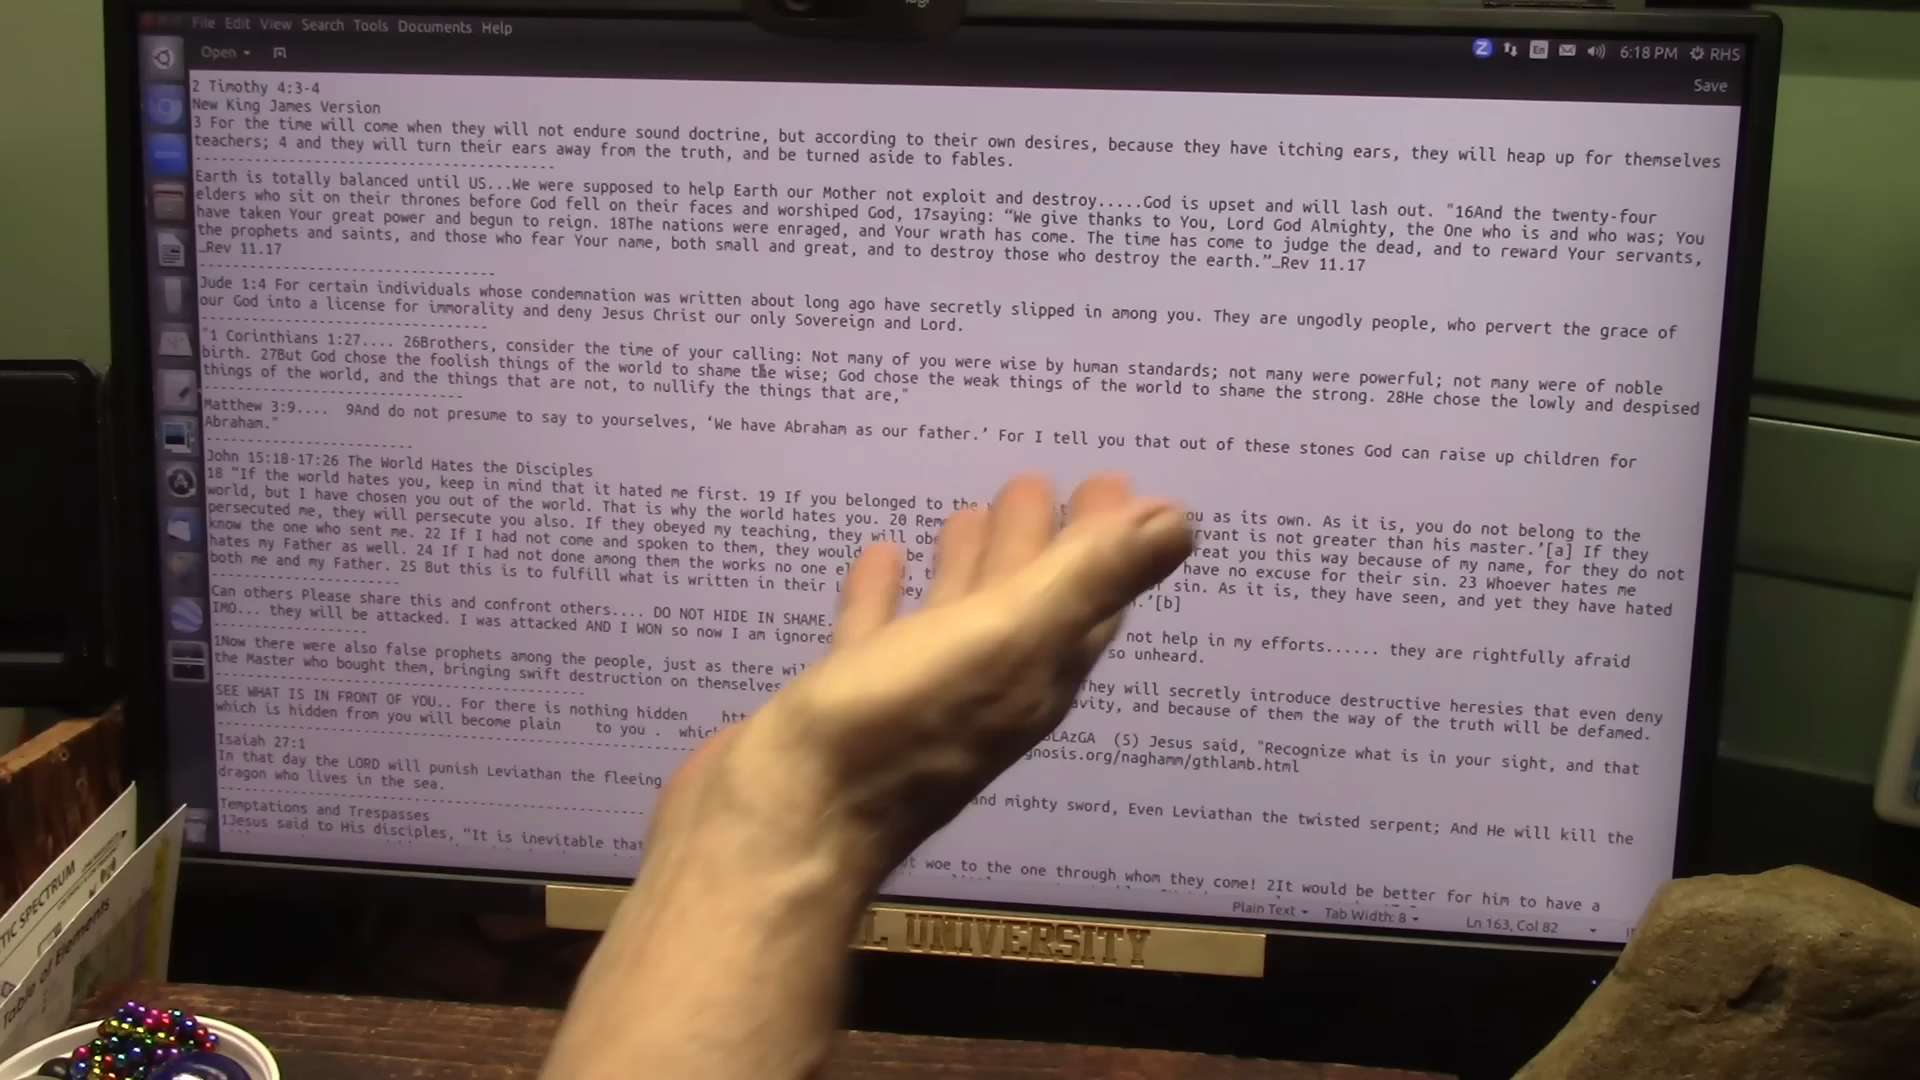 File Edit View Search Tools Documents Help
Open
6:18 PM RHS
Save
2 Timothy 4:3-4
New King James Version
3 For the time will come when they will not endure sound doctrine, but according to their own desires, because they have itching ears, they will heap up for themselves
teachers; 4 and they will turn their ears away from the truth, and be turned aside to fables.
Earth is totally balanced until US...We were supposed to help Earth our Mother not exploit and destroy.....God is upset and will lash out. "16And the twenty-four
elders who sit on their thrones before God fell on their faces and worshiped God, 17saying: “We give thanks to You, Lord God Almighty, the One who is and who was; You
have taken Your great power and begun to reign. 18The nations were enraged, and Your wrath has come. The time has come to judge the dead, and to reward Your servants,
the prophets and saints, and those who fear Your name, both small and great, and to destroy those who destroy the earth.”_Rev 11.17
_Rev 11.17
Jude 1:4 For certain individuals whose condemnation was written about long ago have secretly slipped in among you. They are ungodly people, who pervert the grace of
our God into a license for immorality and deny Jesus Christ our only Sovereign and Lord.
"1 Corinthians 1:27.... 26Brothers, consider the time of your calling: Not many of you were wise by human standards; not many were powerful; not many were of noble
birth. 27But God chose the foolish things of the world to shame the wise; God chose the weak things of the world to shame the strong. 28He chose the lowly and despised
things of the world, and the things that are not, to nullify the things that are,"
Matthew 3:9.... 9And do not presume to say to yourselves, ‘We have Abraham as our father.’ For I tell you that out of these stones God can raise up children for
Abraham."
John 15:18-17:26 The World Hates the Disciples
18 “If the world hates you, keep in mind that it hated me first. 19 If you belonged to the you as its own. As it is, you do not belong to the
world, but I have chosen you out of the world. That is why the world hates you. 20 servant is not greater than his master.’[a] If they
persecuted me, they will persecute you also. If they obeyed my teaching, they will treat you this way because of my name, for they do not
know the one who sent me. 22 If I had not come and spoken to them, they would be have no excuse for their sin. 23 Whoever hates me
hates my Father as well. 24 If I had not done among them the works no one sin. As it is, they have seen, and yet they have hated
both me and my Father. 25 But this is to fulfill what is written in their ’[b]
Can others Please share this and confront others.... DO NOT HIDE IN SHAME. not help in my efforts...... they are rightfully afraid
IMO... they will be attacked. I was attacked AND I WON so now I am ignored so unheard.
1Now there were also false prophets among the people, just as there They will secretly introduce destructive heresies that even deny
the Master who bought them, bringing swift destruction on themselves and because of them the way of the truth will be defamed.
SEE WHAT IS IN FRONT OF YOU.. For there is nothing hidden (5) Jesus said, "Recognize what is in your sight, and that
which is hidden from you will become plain to you . gnosis.org/naghamm/gthlamb.html
Isaiah 27:1
In that day the LORD will punish Leviathan the fleeing and mighty sword, Even Leviathan the twisted serpent; And He will kill the
dragon who lives in the sea.
Temptations and Trespasses
1Jesus said to His disciples, “It is inevitable that woe to the one through whom they come! 2It would be better for him to have a
Plain Text Tab Width: 8 Ln 163, Col 82
UNIVERSITY
SPECTRUM
Table of Elements